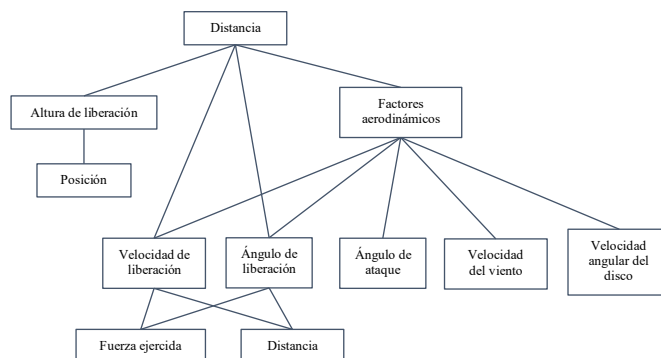 Distancia
Altura de liberación
Factores
aerodinámicos
Posición
Velocidad de
liberación
Ángulo de
liberación
Ángulo de
ataque
Velocidad
del viento
Velocidad
angular del
disco
Fuerza ejercida
Distancia